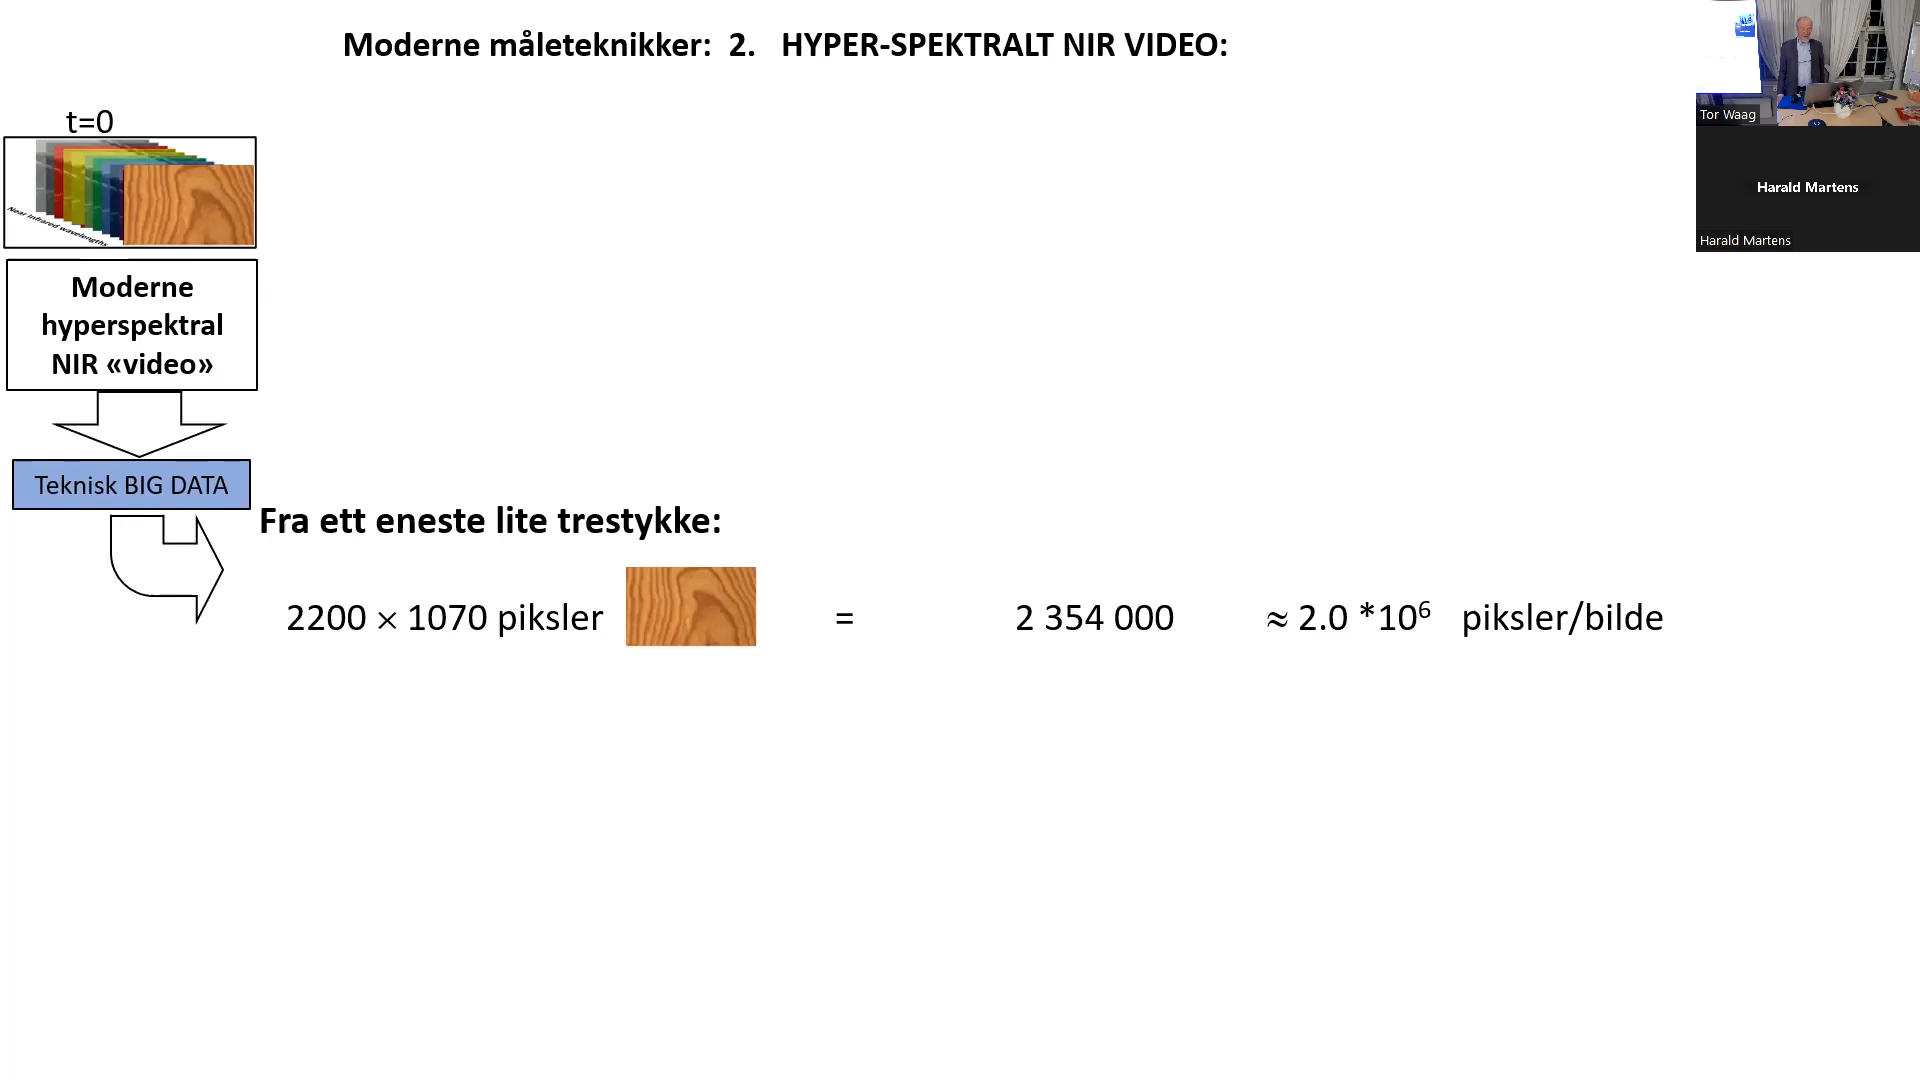 Moderne måleteknikker: 2. HYPER-SPEKTRALT NIR VIDEO:
t=0
Near infrared wavelengths
Moderne
hyperspektral
NIR «video»
Teknisk BIG DATA
Fra ett eneste lite trestykke:
2200 × 1070 piksler = 2 354 000 ≈ 2.0 *10⁶ piksler/bilde
Tor Waag
Harald Martens
Harald Martens